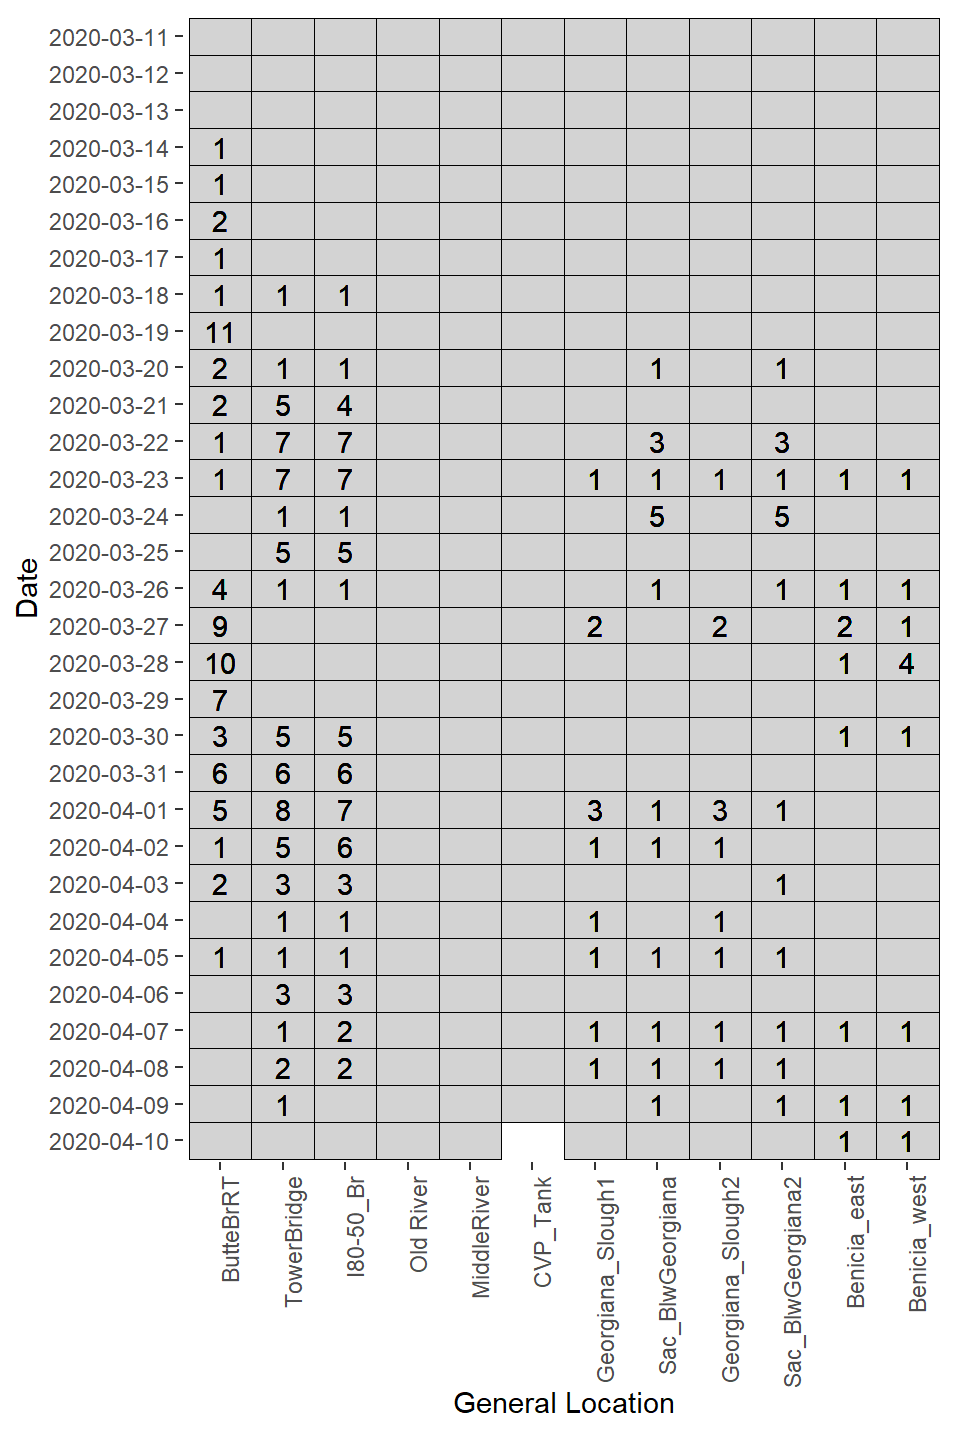 2020-03-11
2020-03-12
2020-03-13
2020-03-14 1
2020-03-15 1
2020-03-16 2
2020-03-17 1
2020-03-18 1 1 1
2020-03-19 11
2020-03-20 2 1 1 1 1
2020-03-21 2 5 4
2020-03-22 1 7 7 3 3
2020-03-23 1 7 7 1 1 1 1 1 1
2020-03-24 1 1 5 5
2020-03-25 5 5
2020-03-26 4 1 1 1 1 1 1
2020-03-27 9 2 2 2 1
2020-03-28 10 1 4
2020-03-29 7
2020-03-30 3 5 5 1 1
2020-03-31 6 6 6
2020-04-01 5 8 7 3 1 3 1
2020-04-02 1 5 6 1 1 1
2020-04-03 2 3 3 1
2020-04-04 1 1 1 1
2020-04-05 1 1 1 1 1 1 1
2020-04-06 3 3
2020-04-07 1 2 1 1 1 1 1 1
2020-04-08 2 2 1 1 1 1
2020-04-09 1 1 1 1 1
2020-04-10 1 1
Date
ButteBrRT
TowerBridge
I80-50_Br
Old River
MiddleRiver
CVP_Tank
Georgiana_Slough1
Sac_BlwGeorgiana
Georgiana_Slough2
Sac_BlwGeorgiana2
Benicia_east
Benicia_west
General Location